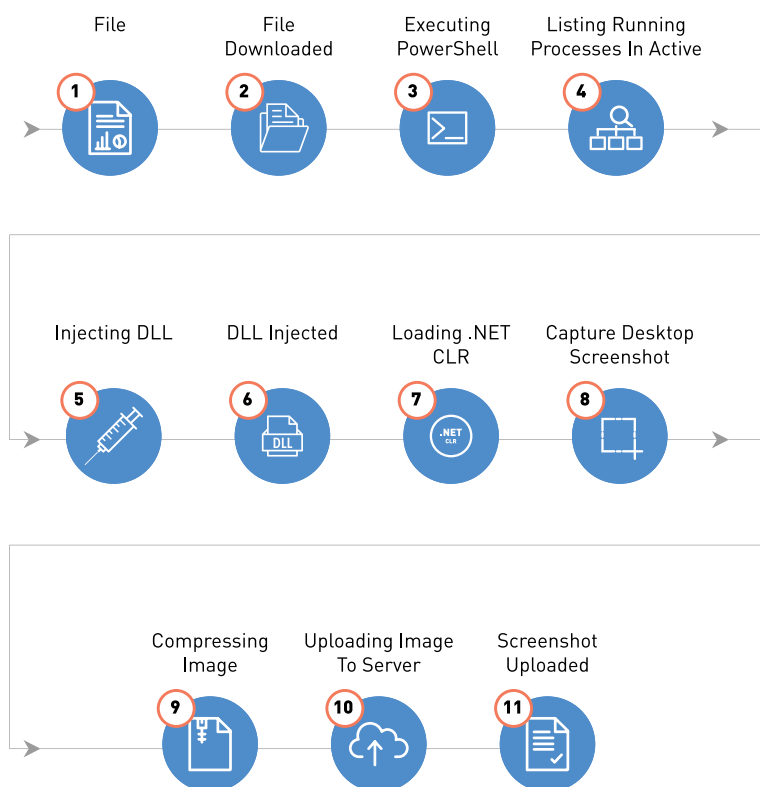 File
1
File
Downloaded
2
Executing
PowerShell
3
Listing Running
Processes In Active
4
Injecting DLL
5
DLL Injected
6
DLL
Loading .NET
CLR
7
.NET
CLR
Capture Desktop
Screenshot
8
Compressing
Image
9
Uploading Image
To Server
10
Screenshot
Uploaded
11